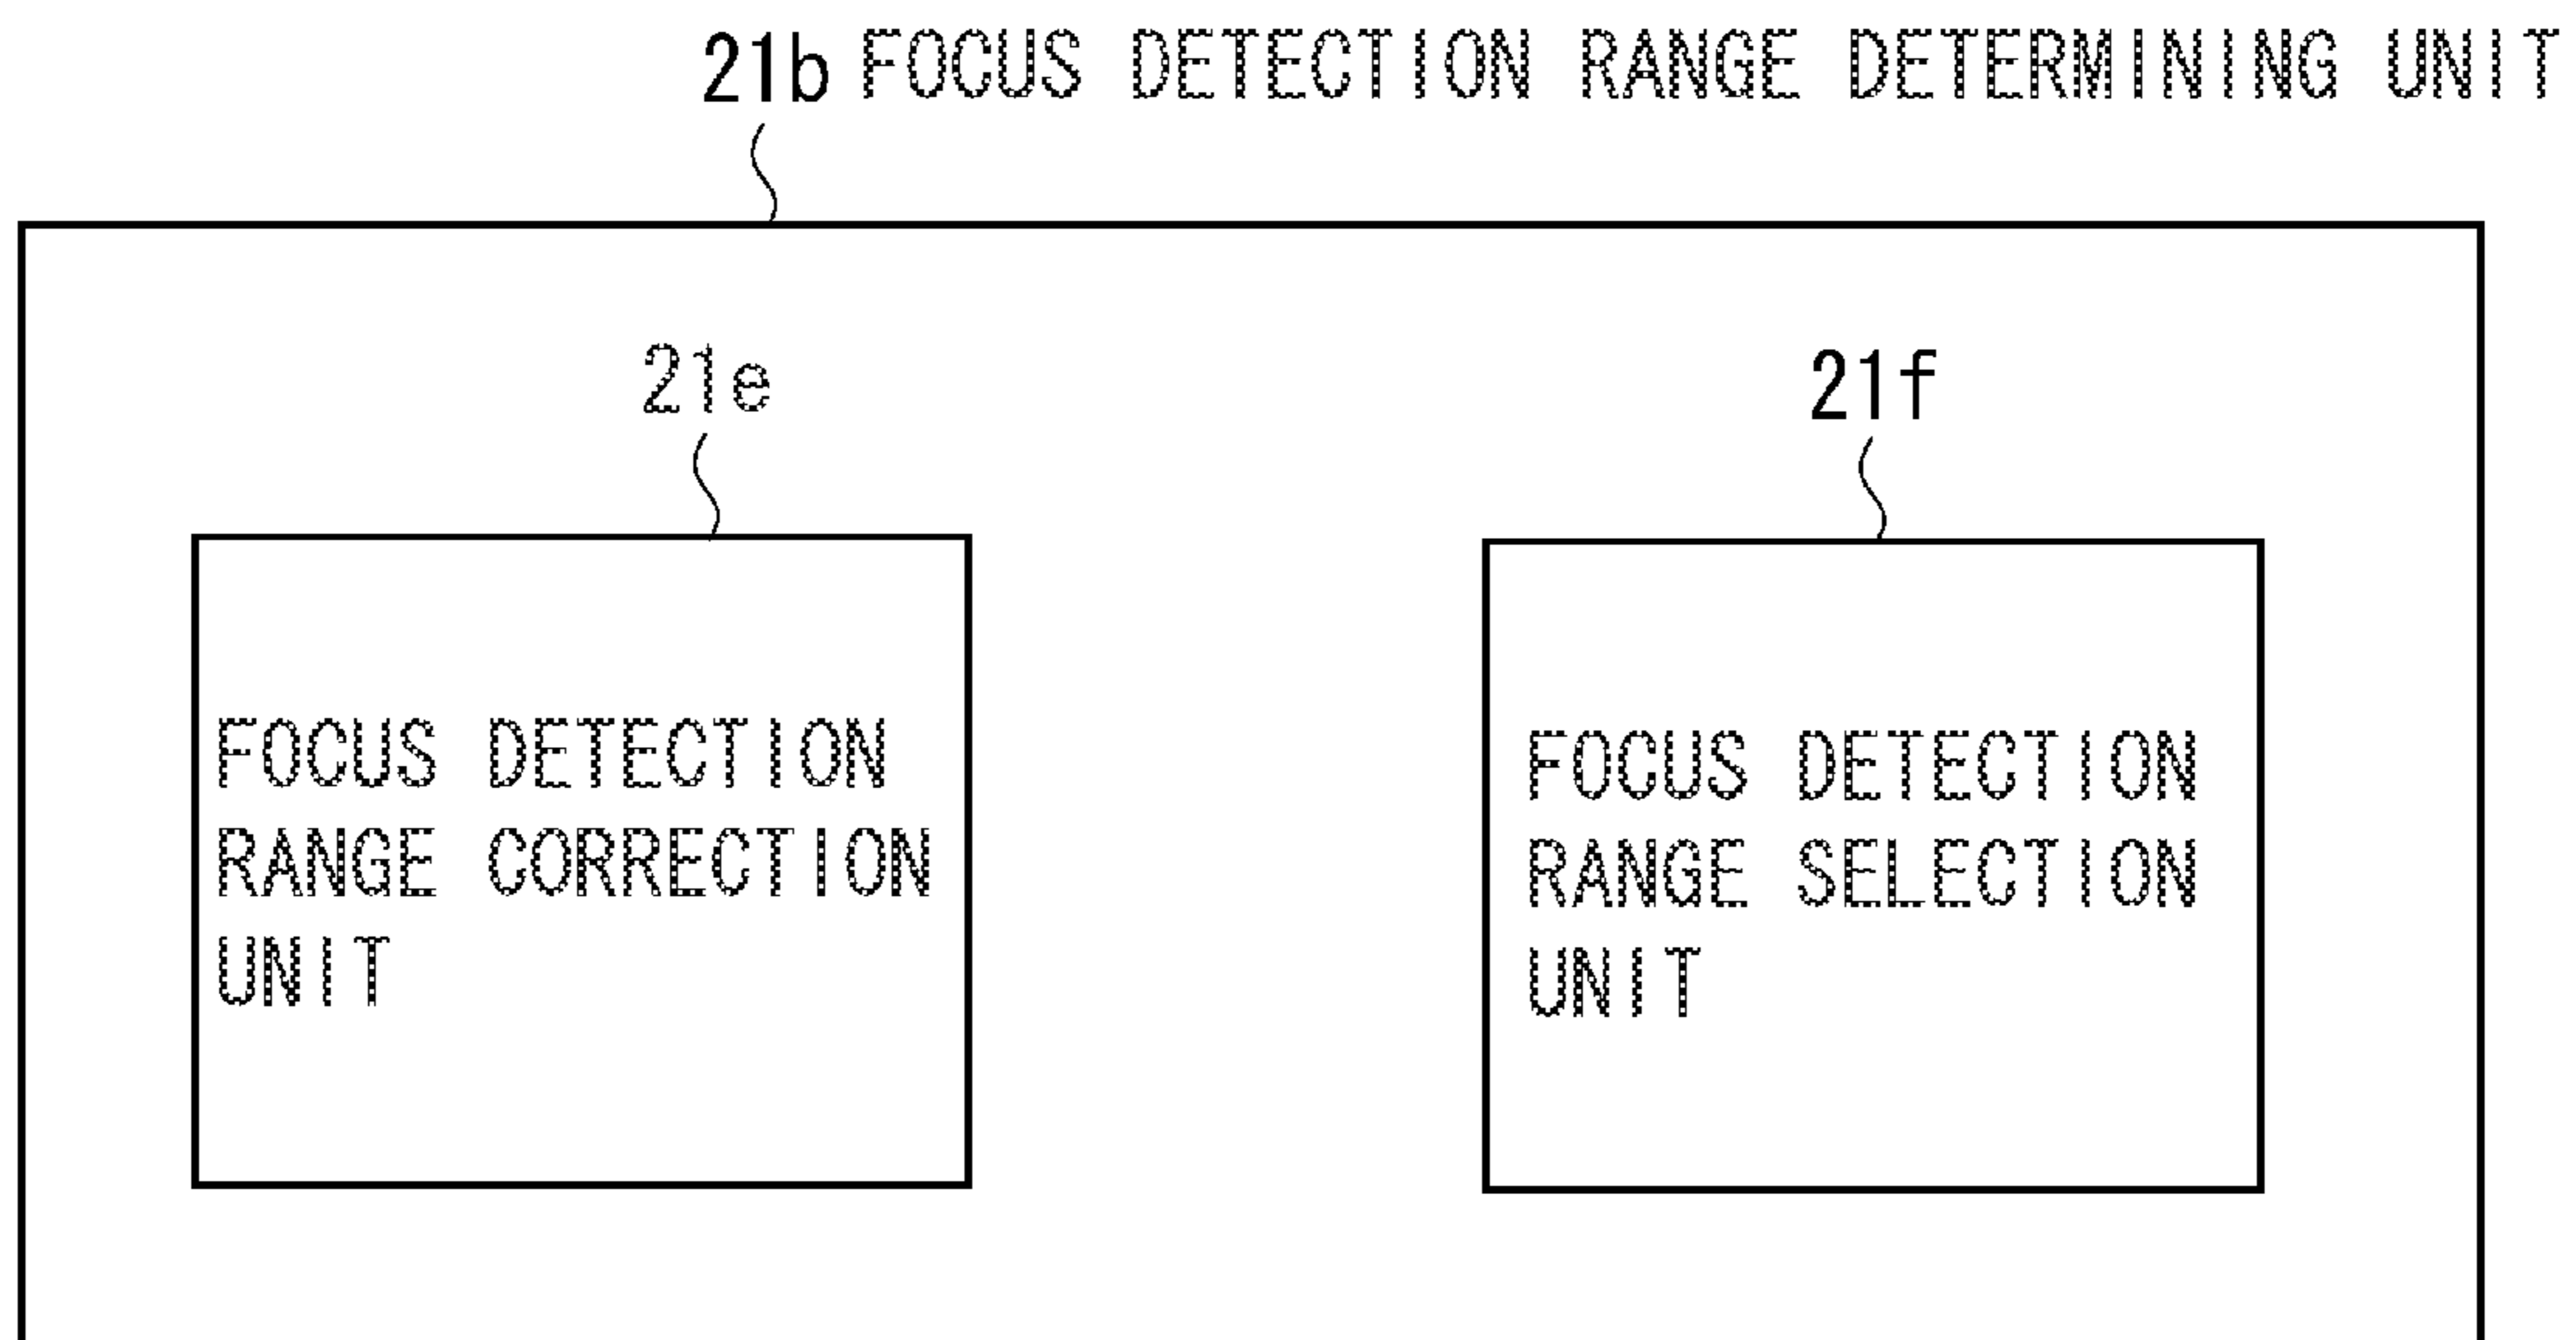 21b FOCUS DETECTION RANGE DETERMINING UNIT
21e
21f
FOCUS DETECTION
RANGE CORRECTION
UNIT
FOCUS DETECTION
RANGE SELECTION
UNIT